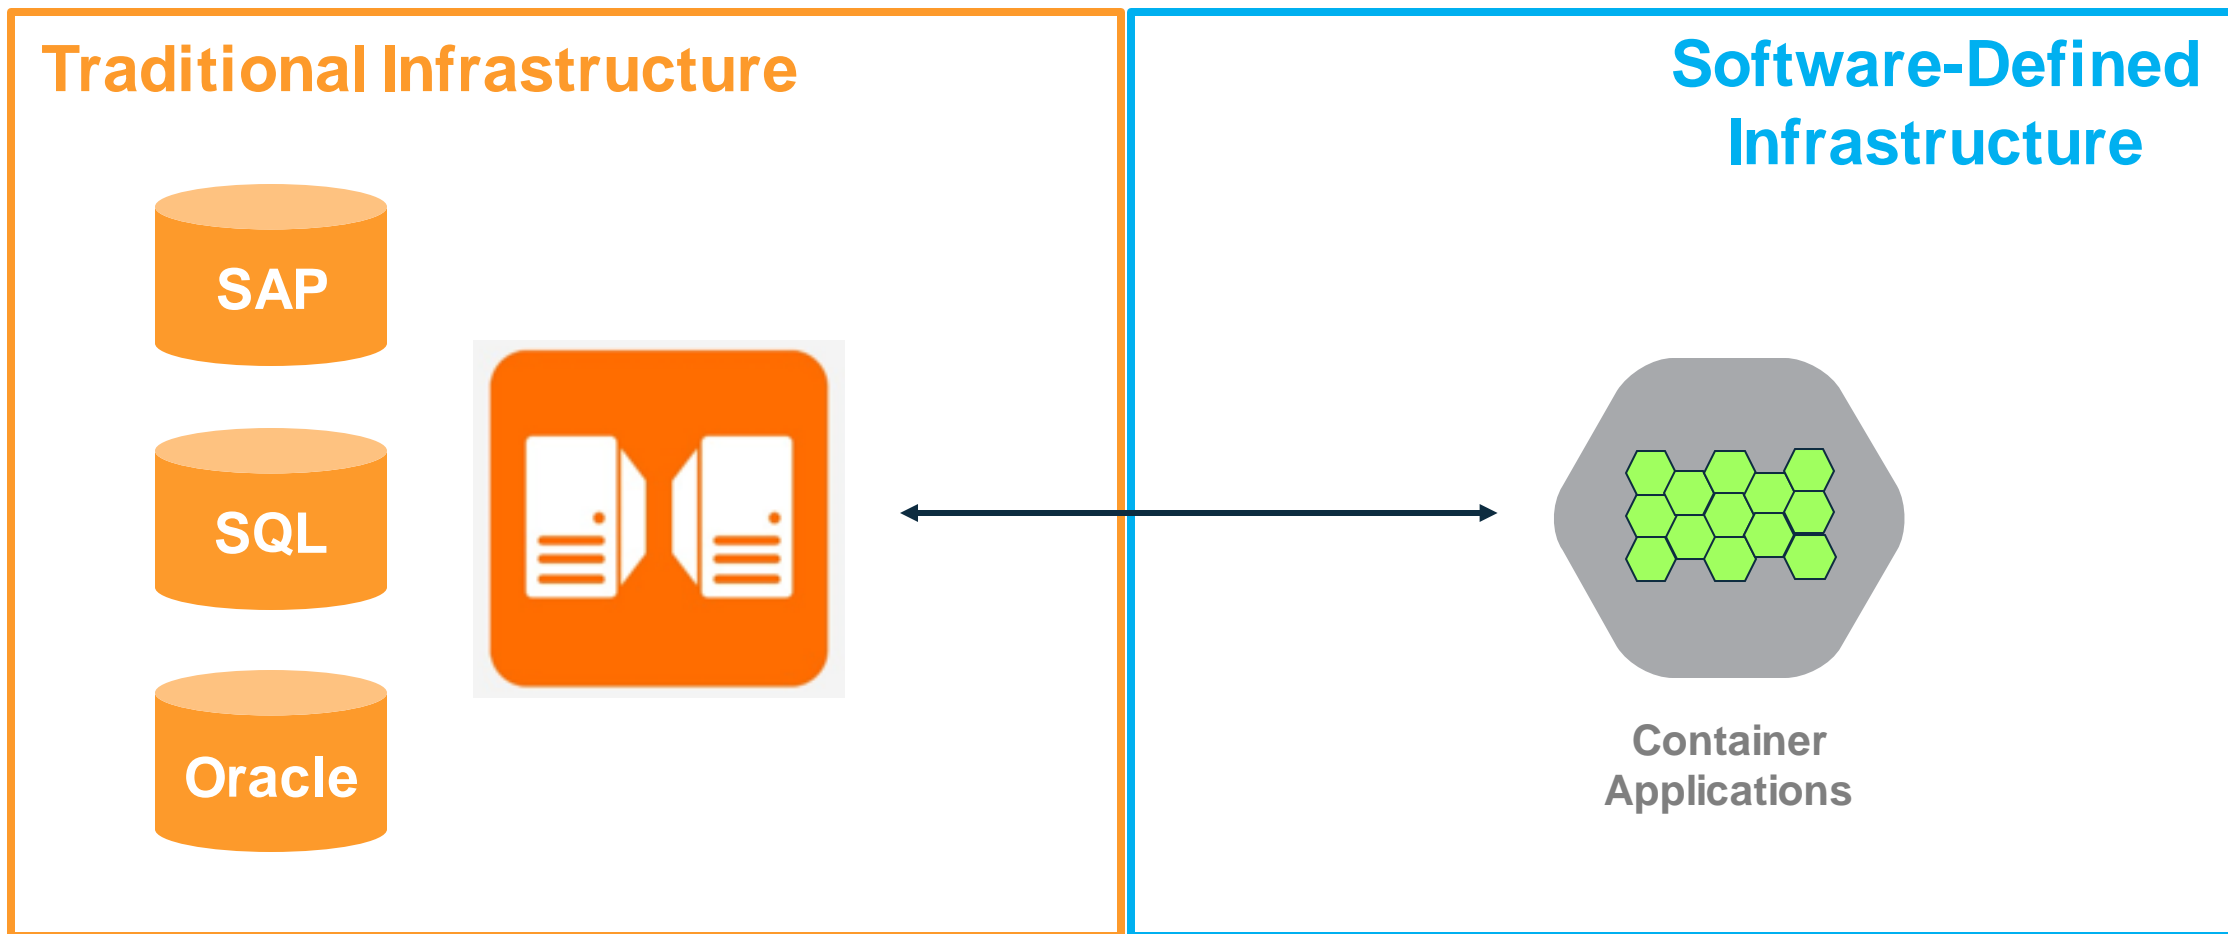 Traditional Infrastructure
Software-Defined
Infrastructure
SAP
SQL
Oracle
Container
Applications